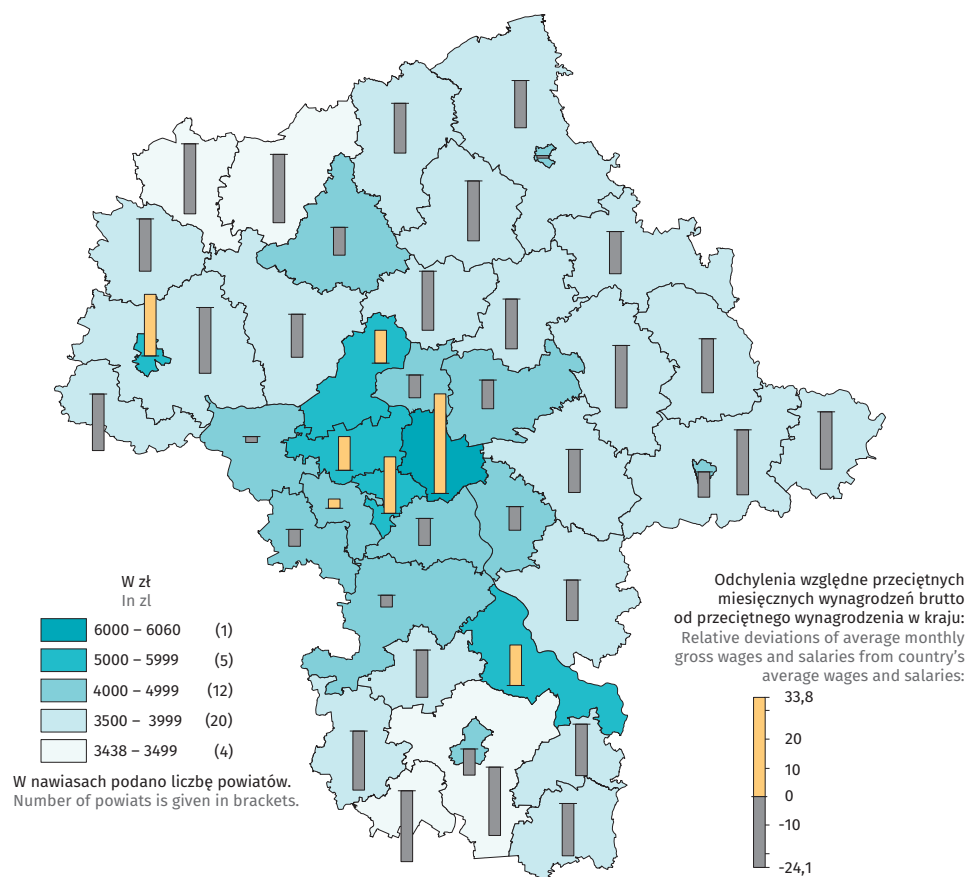 W zł
In zl
6000 – 6060 (1)
5000 – 5999 (5)
4000 – 4999 (12)
3500 – 3999 (20)
3438 – 3499 (4)
W nawiasach podano liczbę powiatów.
Number of powiats is given in brackets.
Odchylenia względne przeciętnych
miesięcznych wynagrodzeń brutto
od przeciętnego wynagrodzenia w kraju:
Relative deviations of average monthly
gross wages and salaries from country's
average wages and salaries:
33,8
20
10
0
-10
-24,1